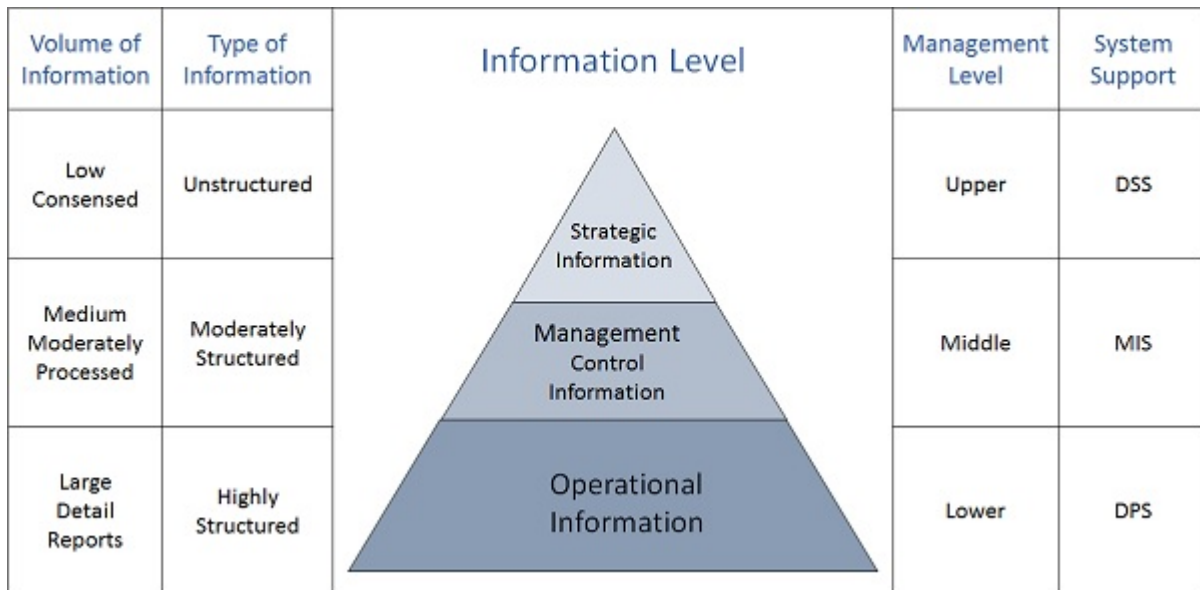 Volume of
Information
Type of
Information
Information Level
Management
Level
System
Support
Low
Consensed
Unstructured
Strategic
Information
Upper
DSS
Medium
Moderately
Processed
Moderately
Structured
Management
Control
Information
Middle
MIS
Large
Detail
Reports
Highly
Structured
Operational
Information
Lower
DPS